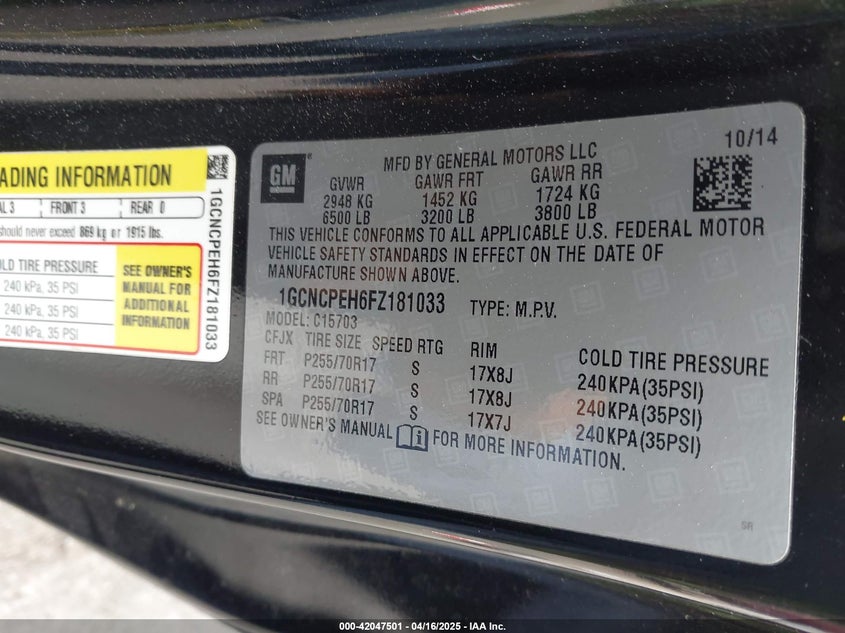 ADING INFORMATION
AL 3 FRONT 3 REAR 0
should never exceed 869 kg or 1915 lbs.
OLD TIRE PRESSURE
240 kPa, 35 PSI
240 kPa, 35 PSI
240 kPa, 35 PSI
SEE OWNER'S
MANUAL FOR
ADDITIONAL
INFORMATION
1GCNCPEH6FZ181033
GM
MFD BY GENERAL MOTORS LLC
10/14
GVWR GAWR FRT GAWR RR
2948 KG 1452 KG 1724 KG
6500 LB 3200 LB 3800 LB
THIS VEHICLE CONFORMS TO ALL APPLICABLE U.S. FEDERAL MOTOR
VEHICLE SAFETY STANDARDS IN EFFECT ON THE DATE OF
MANUFACTURE SHOWN ABOVE.
1GCNCPEH6FZ181033 TYPE: M.P.V.
MODEL: C15703
CFJX TIRE SIZE SPEED RTG RIM COLD TIRE PRESSURE
FRT P255/70R17 S 17X8J 240KPA(35PSI)
RR P255/70R17 S 17X8J 240KPA(35PSI)
SPA P255/70R17 S 17X7J 240KPA(35PSI)
SEE OWNER'S MANUAL FOR MORE INFORMATION.
SR
000-42047501 - 04/16/2025 - IAA Inc.